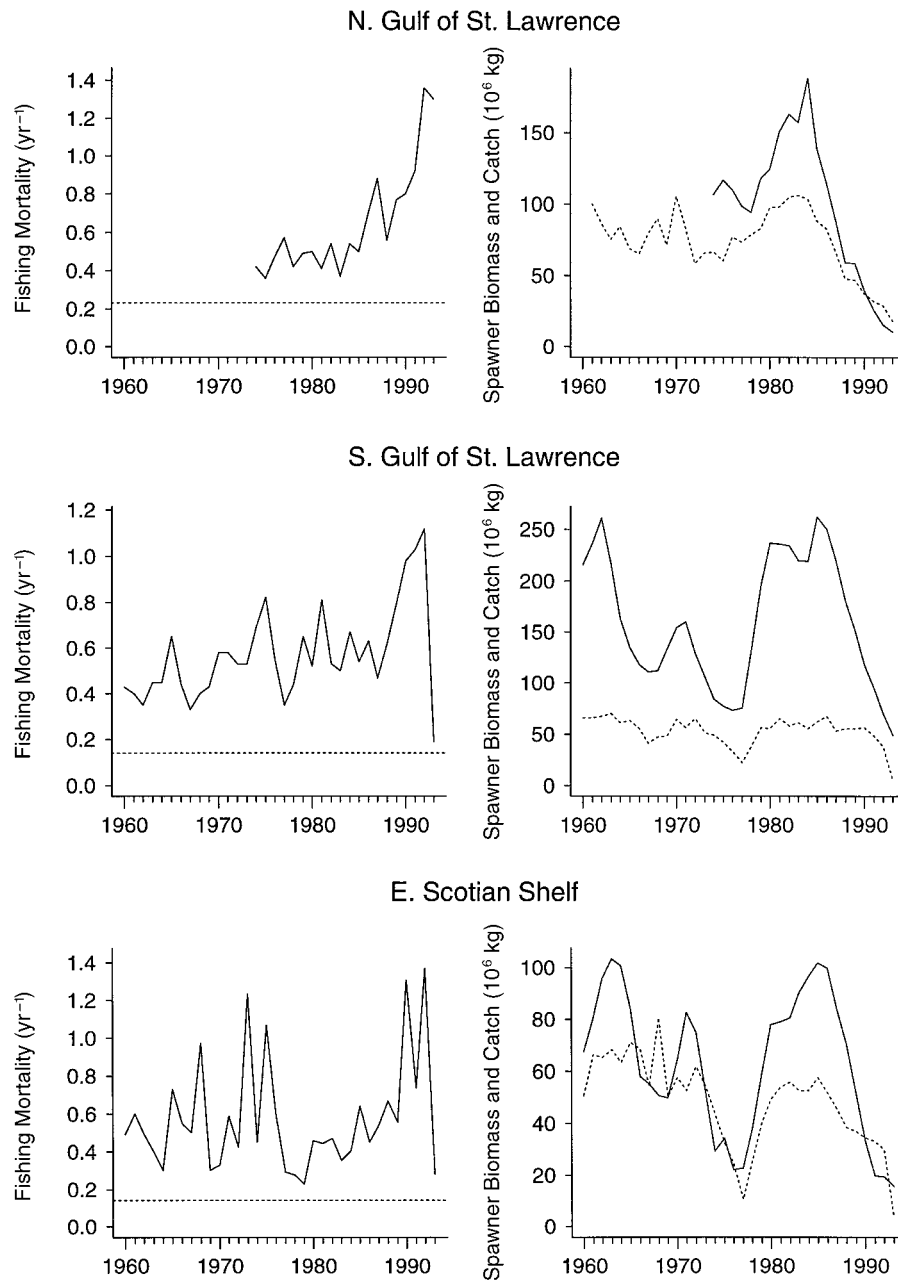 N. Gulf of St. Lawrence
Fishing Mortality (yr⁻¹)
1.4
1.2
1.0
0.8
0.6
0.4
0.2
0.0
1960 1970 1980 1990
Spawner Biomass and Catch (10⁶ kg)
150
100
50
0
1960 1970 1980 1990
S. Gulf of St. Lawrence
Fishing Mortality (yr⁻¹)
1.2
1.0
0.8
0.6
0.4
0.2
0.0
1960 1970 1980 1990
Spawner Biomass and Catch (10⁶ kg)
250
200
150
100
50
0
1960 1970 1980 1990
E. Scotian Shelf
Fishing Mortality (yr⁻¹)
1.4
1.2
1.0
0.8
0.6
0.4
0.2
0.0
1960 1970 1980 1990
Spawner Biomass and Catch (10⁶ kg)
100
80
60
40
20
0
1960 1970 1980 1990